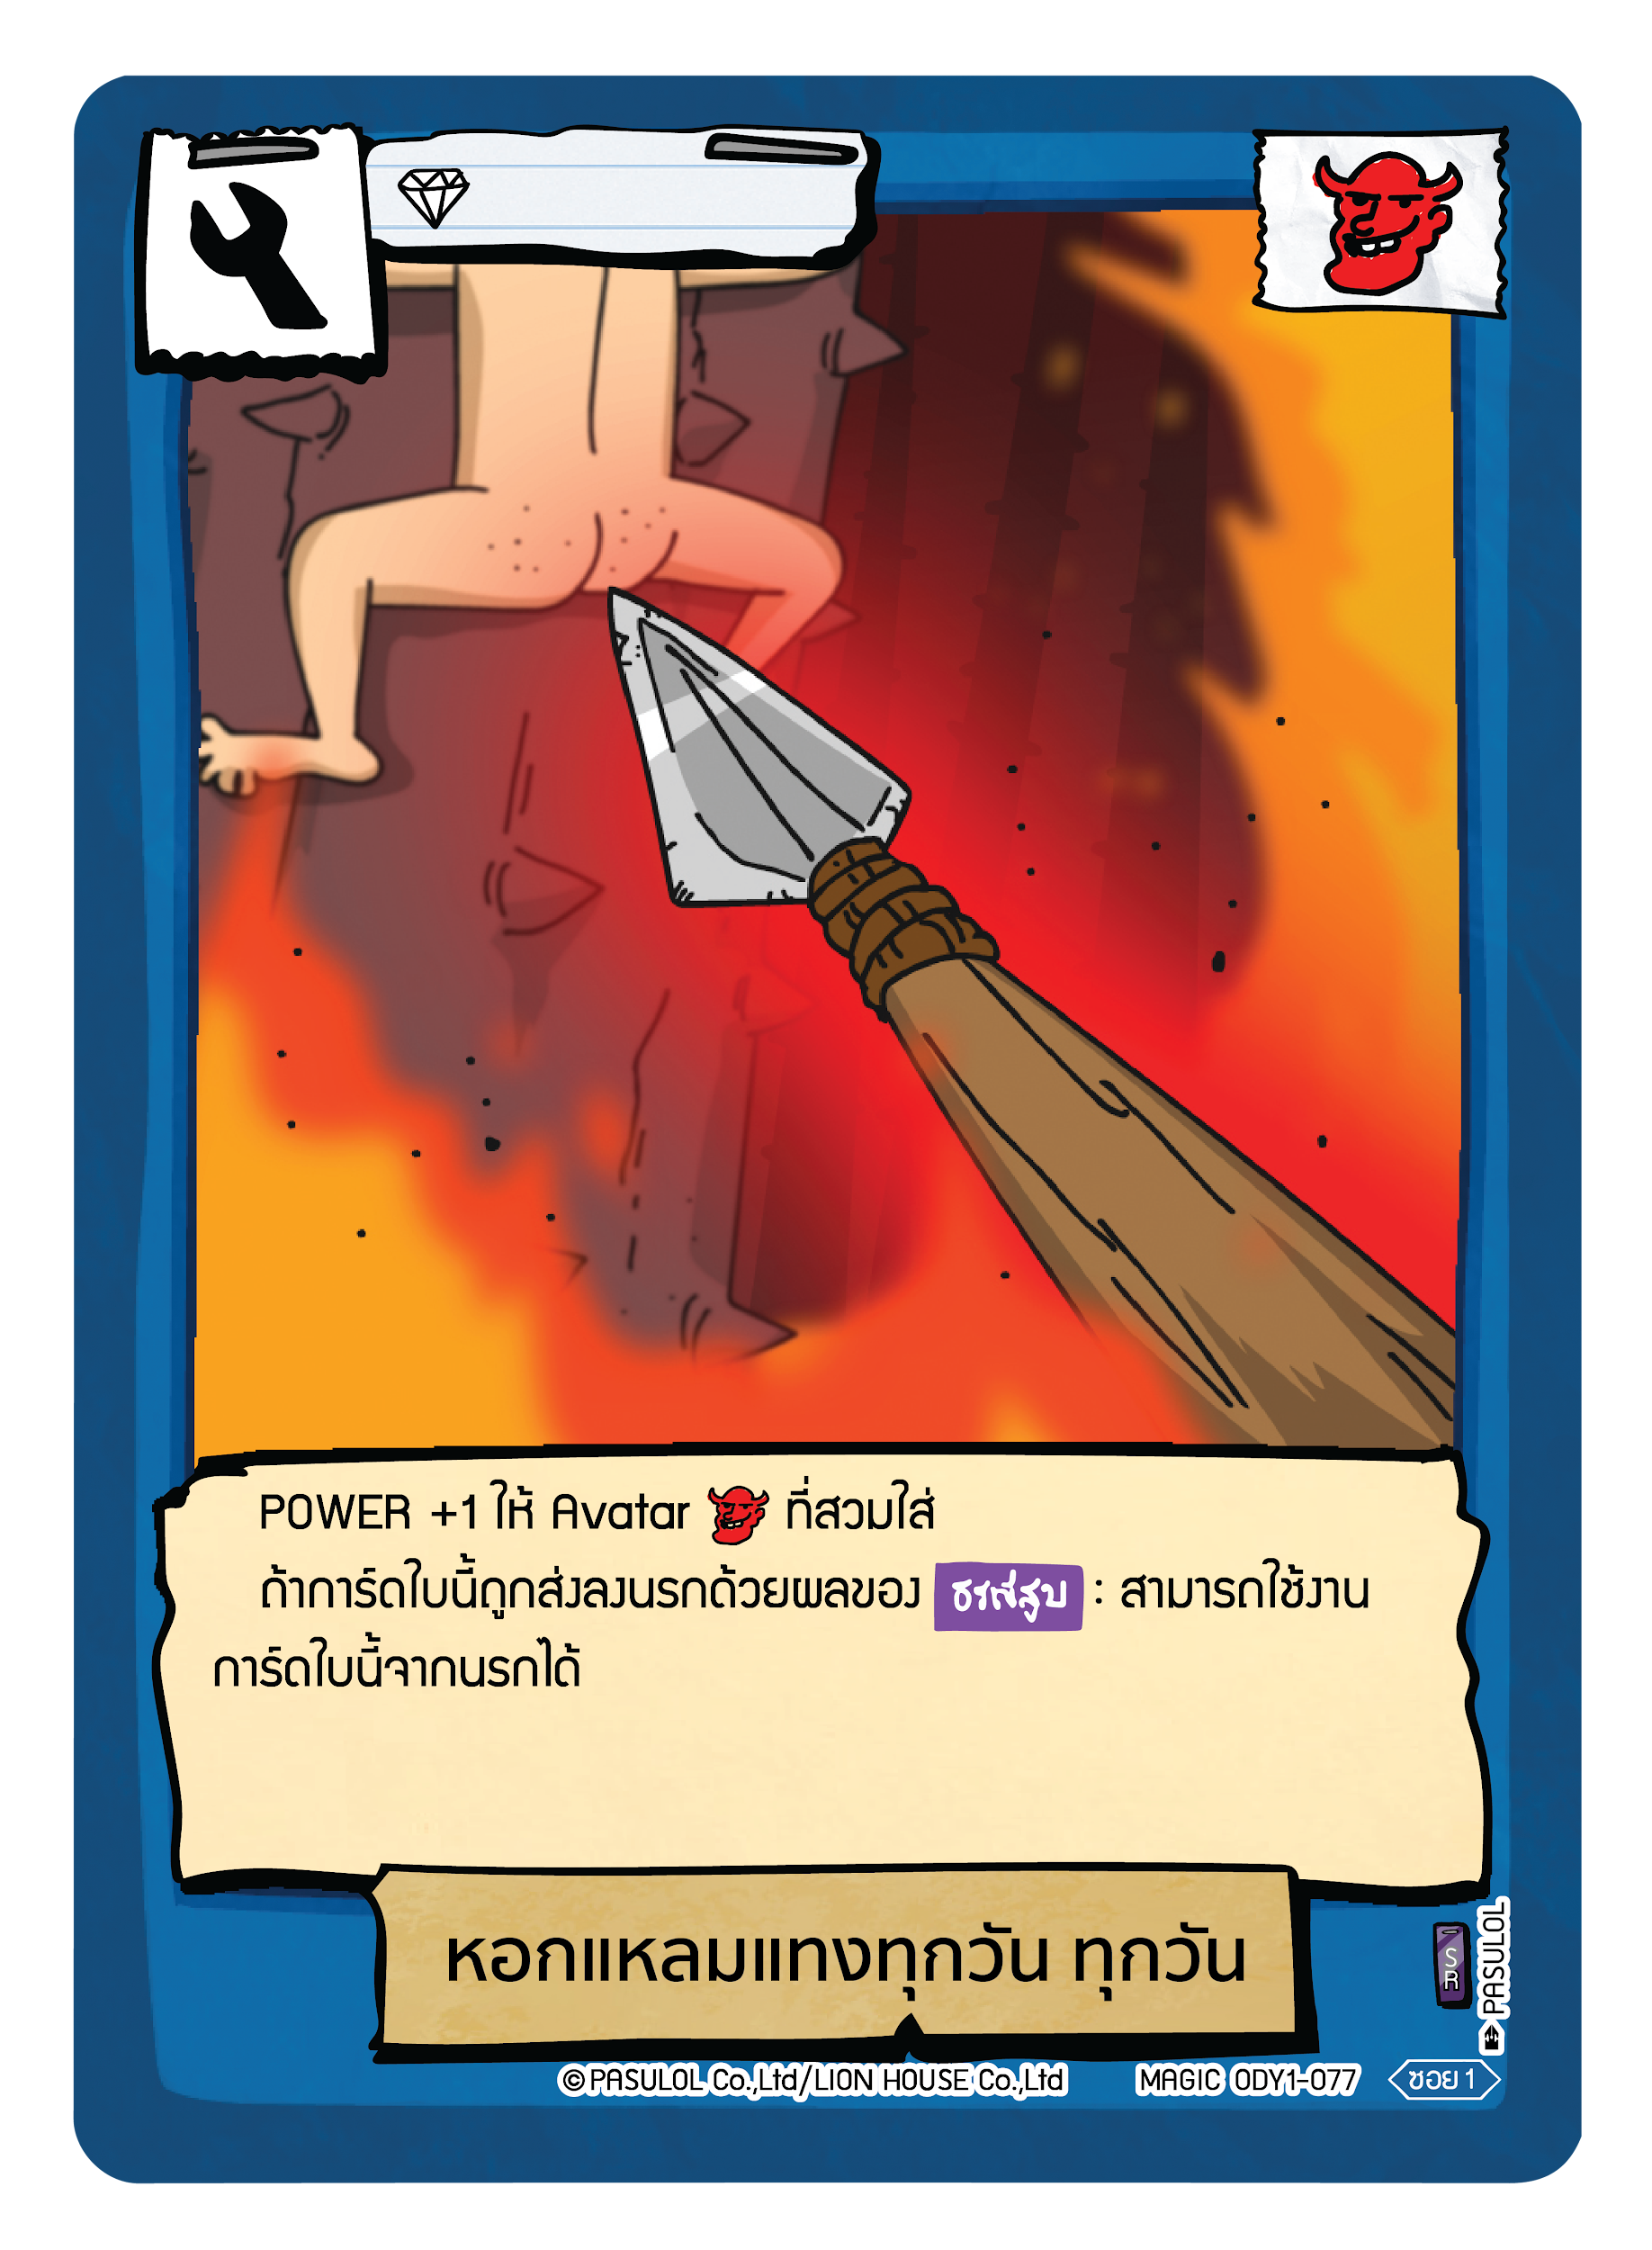 POWER +1 ให้ Avatar ที่สวมใส่
ถ้าการ์ดใบนี้ถูกส่งลงนรกด้วยผลของ ธรณีสูบ : สามารถใช้งาน
การ์ดใบนี้จากนรกได้
หอกแหลมแทงทุกวัน ทุกวัน
SR
PASULOL
©PASULOL Co.,Ltd/LION HOUSE Co.,Ltd MAGIC ODY1-077 ซอย 1